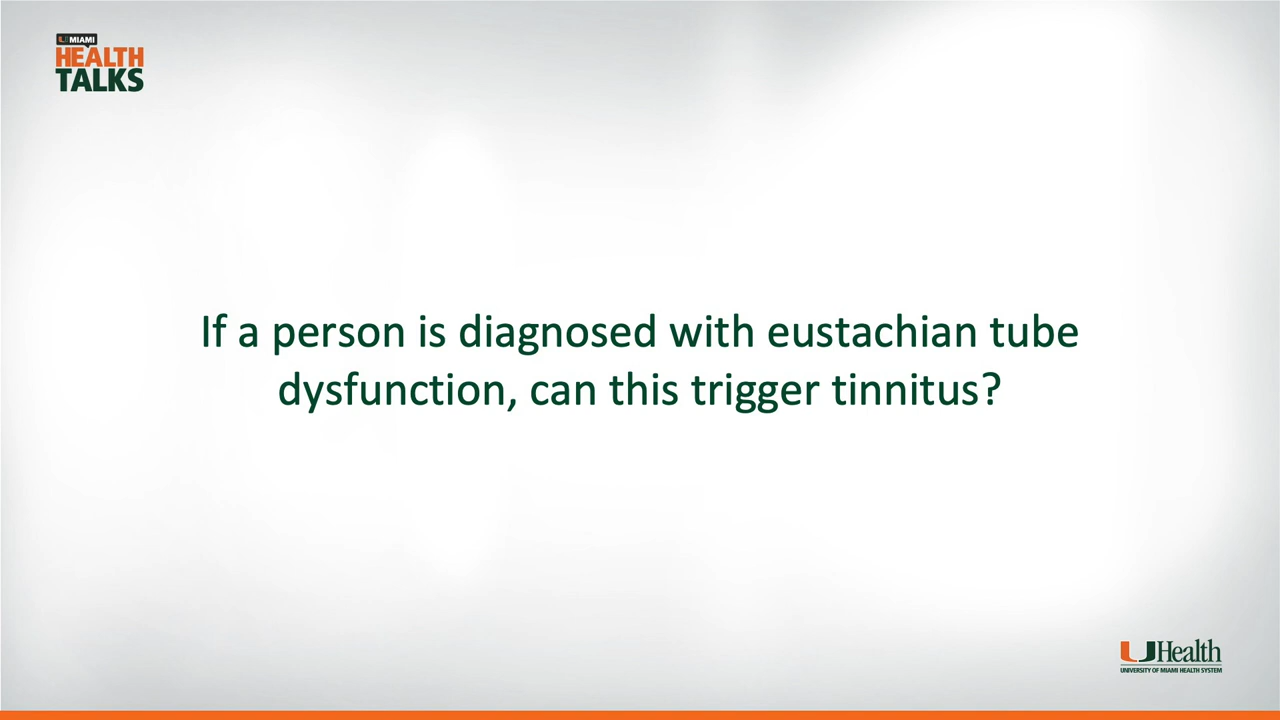 U MIAMI
HEALTH
TALKS
If a person is diagnosed with eustachian tube
dysfunction, can this trigger tinnitus?
UHealth
UNIVERSITY OF MIAMI HEALTH SYSTEM